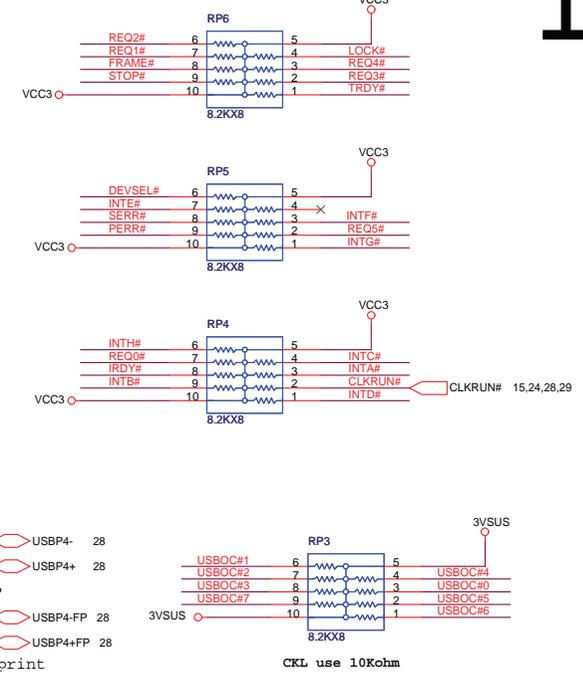 VCC3
RP6
REQ2# 6 5
REQ1# 7 4 LOCK#
FRAME# 8 3 REQ4#
STOP# 9 2 REQ3#
VCC3 10 1 TRDY#
8.2KX8
VCC3
RP5
DEVSEL# 6 5
INTE# 7 4
SERR# 8 3 INTF#
PERR# 9 2 REQ5#
VCC3 10 1 INTG#
8.2KX8
VCC3
RP4
INTH# 6 5
REQ0# 7 4 INTC#
IRDY# 8 3 INTA#
INTB# 9 2 CLKRUN# CLKRUN# 15,24,28,29
VCC3 10 1 INTD#
8.2KX8
3VSUS
USBP4- 28
RP3
USBOC#1 6 5
USBP4+ 28
USBOC#2 7 4 USBOC#4
USBOC#3 8 3 USBOC#0
USBOC#7 9 2 USBOC#5
USBP4-FP 28
3VSUS 10 1 USBOC#6
8.2KX8
USBP4+FP 28
print
CKL use 10Kohm